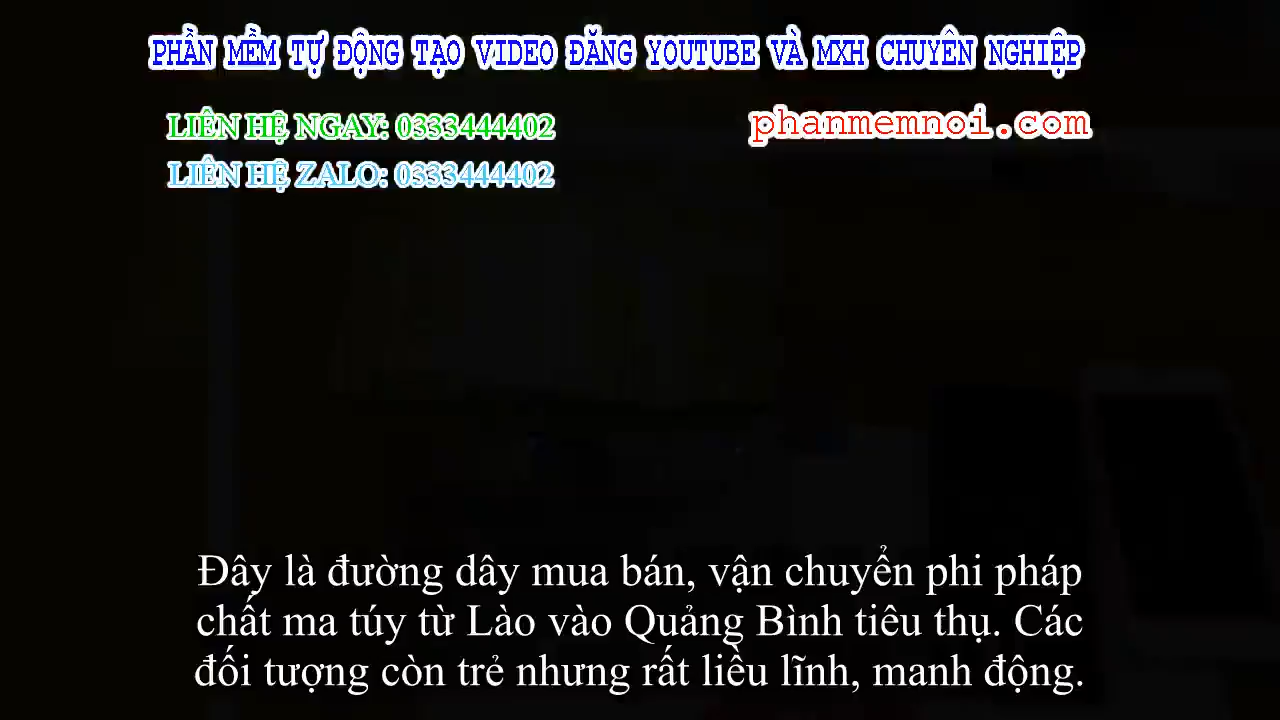 PHẦN MỀM TỰ ĐỘNG TẠO VIDEO ĐĂNG YOUTUBE VÀ MXH CHUYÊN NGHIỆP
LIÊN HỆ NGAY: 0333444402
phanmemnoi.com
LIÊN HỆ ZALO: 0333444402
Đây là đường dây mua bán, vận chuyển phi pháp
chất ma túy từ Lào vào Quảng Bình tiêu thụ. Các
đối tượng còn trẻ nhưng rất liều lĩnh, manh động.